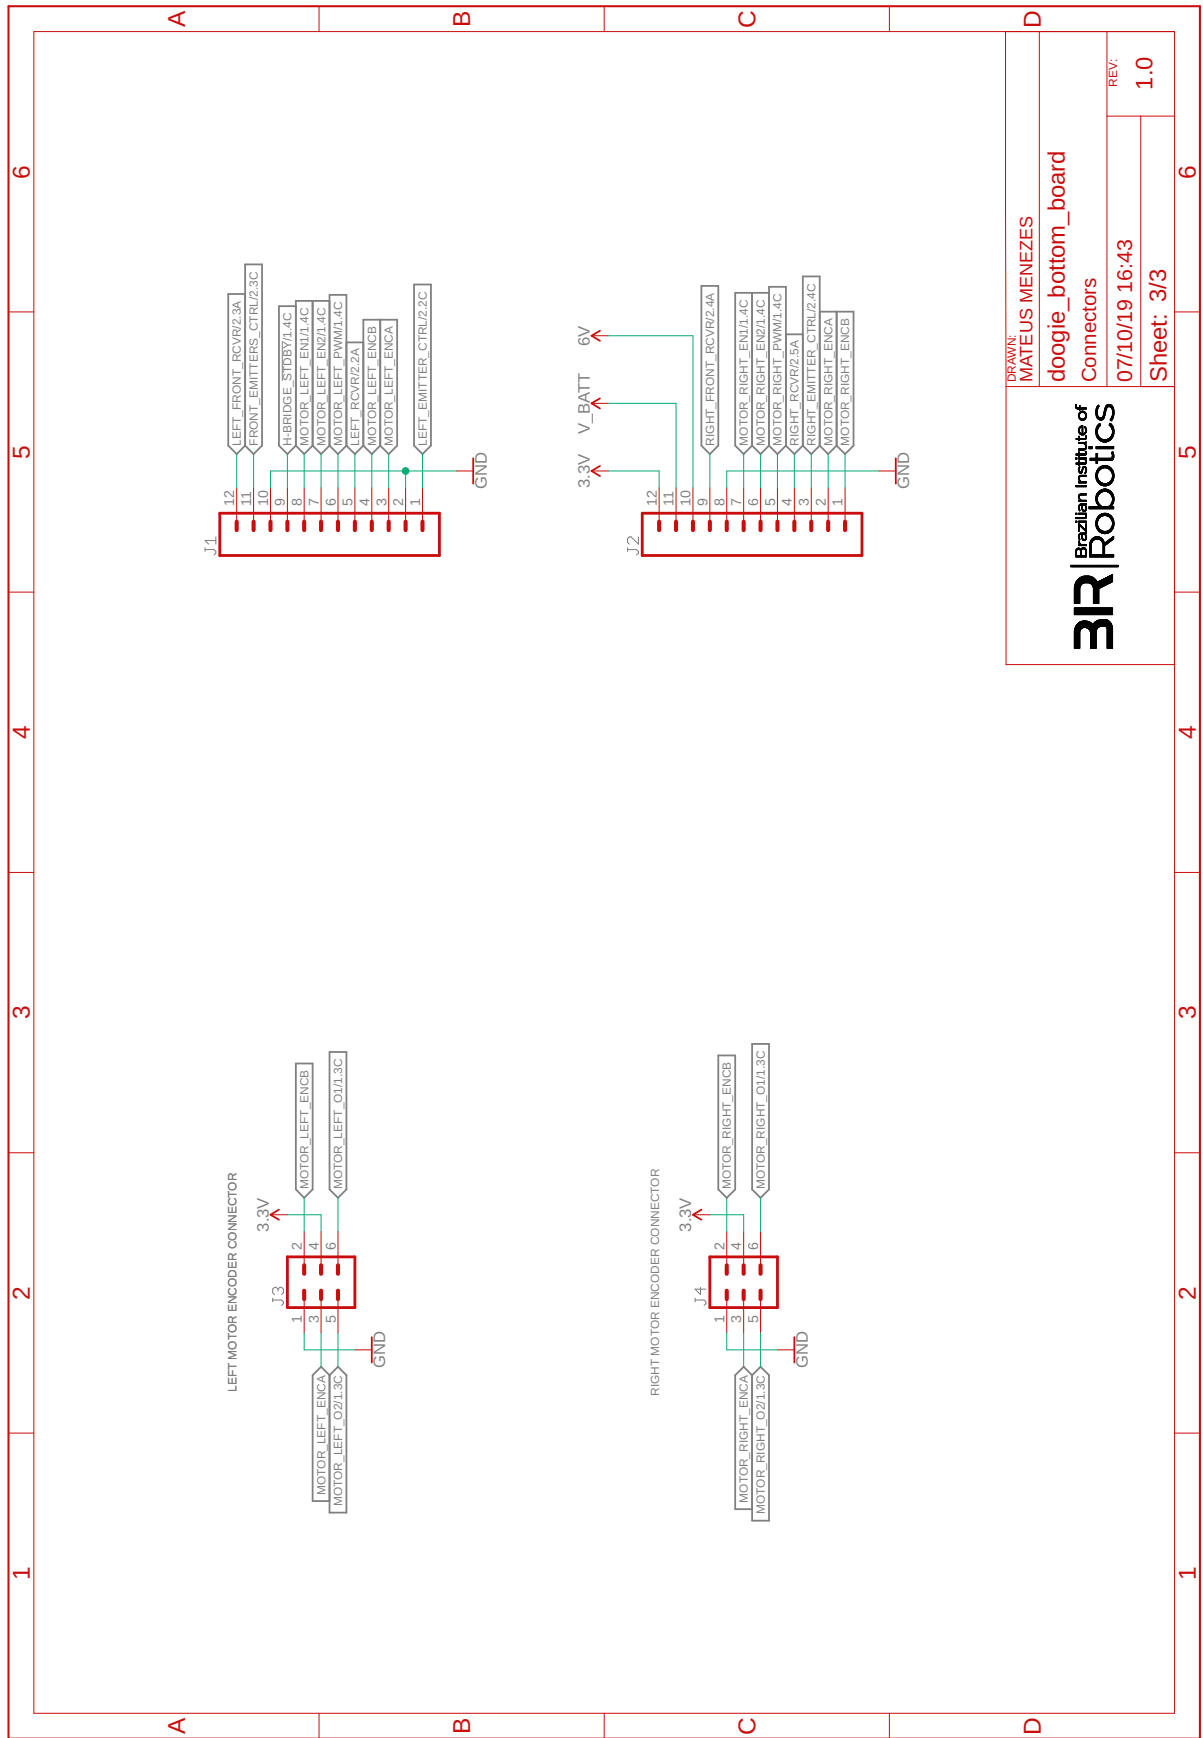 A
B
C
D
1
2
3
4
5
6
LEFT MOTOR ENCODER CONNECTOR
J3
3.3V
GND
1
3
5
2
4
6
MOTOR_LEFT_ENCA
MOTOR_LEFT_O2/1.3C
MOTOR_LEFT_ENCB
MOTOR_LEFT_O1/1.3C
RIGHT MOTOR ENCODER CONNECTOR
J4
3.3V
GND
1
3
5
2
4
6
MOTOR_RIGHT_ENCA
MOTOR_RIGHT_O2/1.3C
MOTOR_RIGHT_ENCB
MOTOR_RIGHT_O1/1.3C
J1
12 LEFT_FRONT_RCVR/2.3A
11 FRONT_EMITTERS_CTRL/2.3C
10
9 H-BRIDGE_STDBY/1.4C
8 MOTOR_LEFT_EN1/1.4C
7 MOTOR_LEFT_EN2/1.4C
6 MOTOR_LEFT_PWM/1.4C
5 LEFT_RCVR/2.2A
4 MOTOR_LEFT_ENCB
3 MOTOR_LEFT_ENCA
2
1 LEFT_EMITTER_CTRL/2.2C
GND
3.3V
V_BATT
6V
J2
12
11
10
9 RIGHT_FRONT_RCVR/2.4A
8
7 MOTOR_RIGHT_EN1/1.4C
6 MOTOR_RIGHT_EN2/1.4C
5 MOTOR_RIGHT_PWM/1.4C
4 RIGHT_RCVR/2.5A
3 RIGHT_EMITTER_CTRL/2.4C
2 MOTOR_RIGHT_ENCA
1 MOTOR_RIGHT_ENCB
GND
BIR
Brazilian Institute of
Robotics
DRAWN:
MATEUS MENEZES
doogie_bottom_board
Connectors
07/10/19 16:43
REV:
1.0
Sheet: 3/3
A
B
C
D
1
2
3
4
5
6